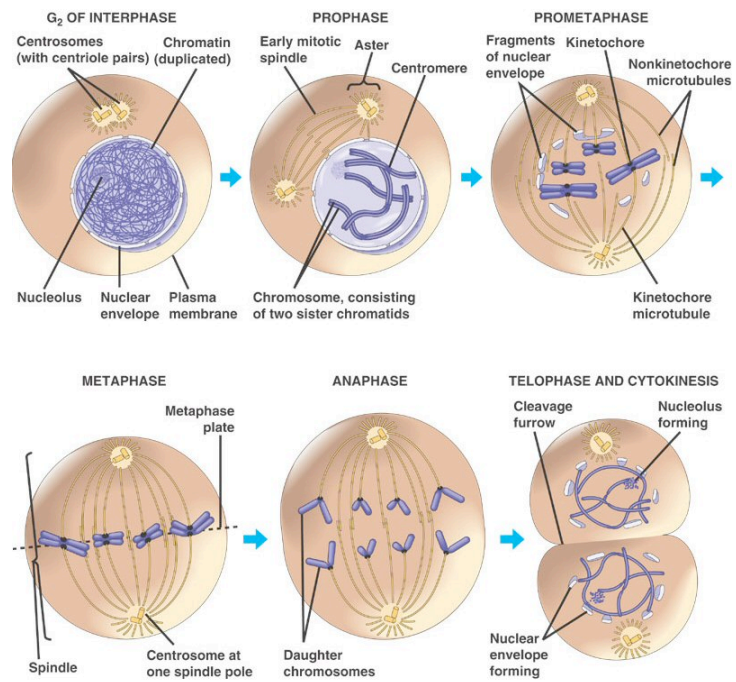 G₂ OF INTERPHASE
Centrosomes
(with centriole pairs)
Chromatin
(duplicated)
Nucleolus
Nuclear
envelope
Plasma
membrane
PROPHASE
Early mitotic
spindle
Aster
Centromere
Chromosome, consisting
of two sister chromatids
PROMETAPHASE
Fragments
of nuclear
envelope
Kinetochore
Nonkinetochore
microtubules
Kinetochore
microtubule
METAPHASE
Metaphase
plate
Spindle
Centrosome at
one spindle pole
ANAPHASE
Daughter
chromosomes
TELOPHASE AND CYTOKINESIS
Cleavage
furrow
Nucleolus
forming
Nuclear
envelope
forming